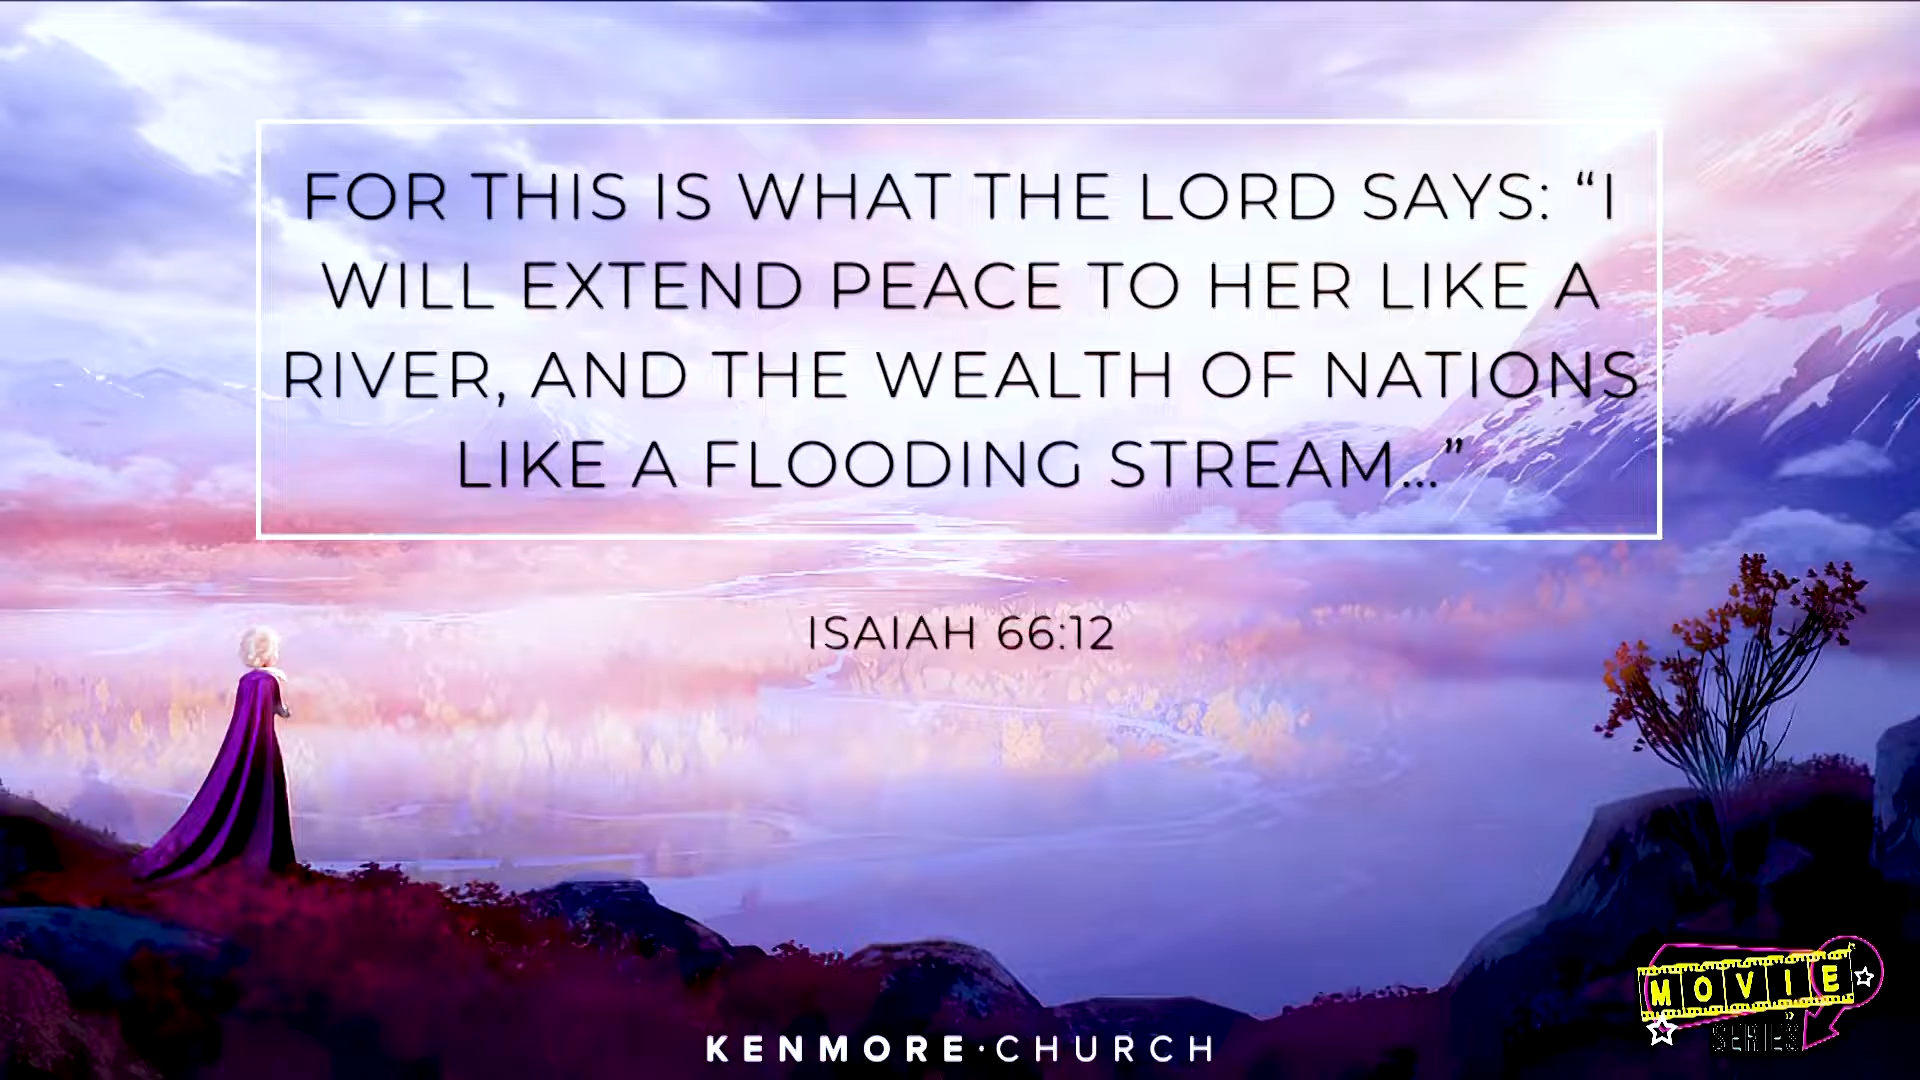 FOR THIS IS WHAT THE LORD SAYS: “I
WILL EXTEND PEACE TO HER LIKE A
RIVER, AND THE WEALTH OF NATIONS
LIKE A FLOODING STREAM…”
ISAIAH 66:12
MOVIE
SERIES
KENMORE·CHURCH